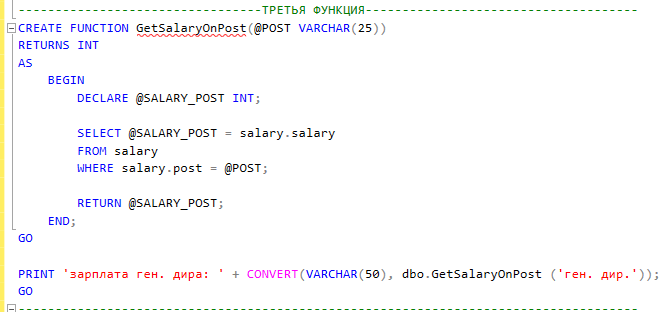 ---------------------------------ТРЕТЬЯ ФУНКЦИЯ-------------------------------------
CREATE FUNCTION GetSalaryOnPost(@POST VARCHAR(25))
RETURNS INT
AS
    BEGIN
        DECLARE @SALARY_POST INT;

        SELECT @SALARY_POST = salary.salary
        FROM salary
        WHERE salary.post = @POST;

        RETURN @SALARY_POST;
    END;
GO

PRINT 'зарплата ген. дира: ' + CONVERT(VARCHAR(50), dbo.GetSalaryOnPost ('ген. дир.'));
GO
------------------------------------------------------------------------------------